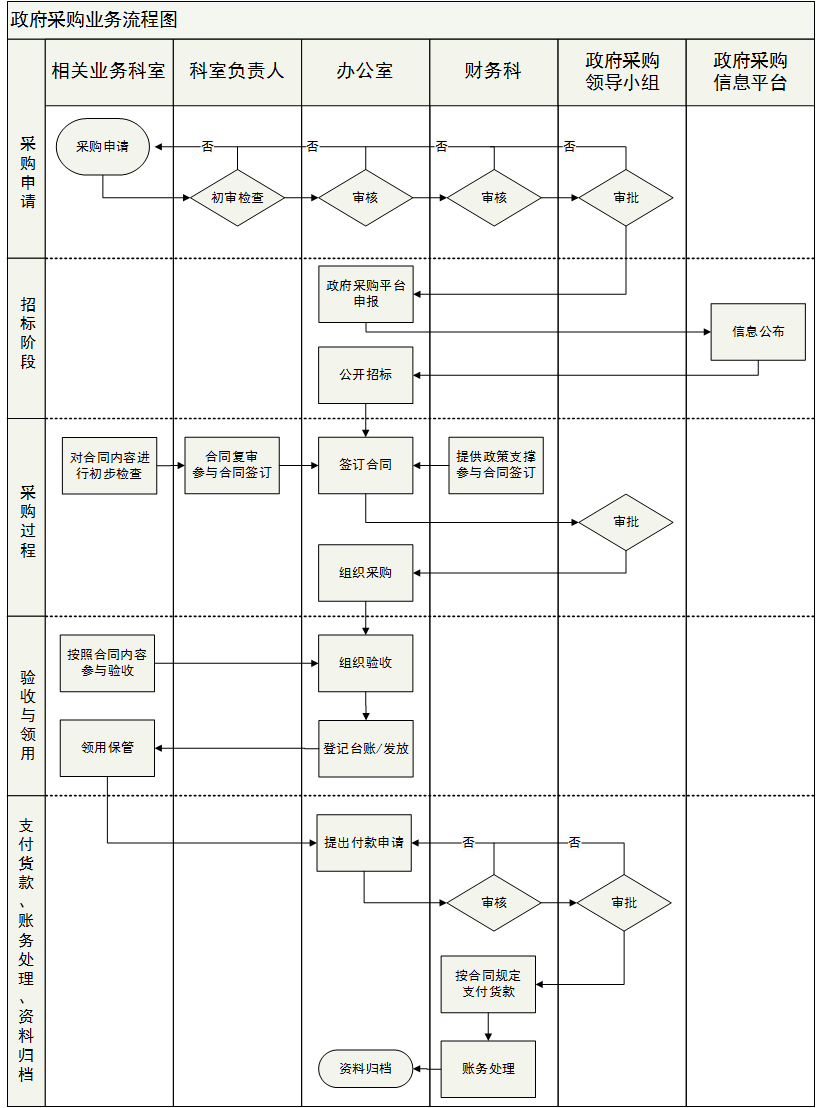 政府采购业务流程图
相关业务科室
科室负责人
办公室
财务科
政府采购
领导小组
政府采购
信息平台
采购申请
采购申请
否
否
否
否
初审检查
审核
审核
审批
招标阶段
政府采购平台
申报
信息公布
公开招标
采购过程
对合同内容进
行初步检查
合同复审
参与合同签订
签订合同
提供政策支撑
参与合同签订
审批
组织采购
验收与领用
按照合同内容
参与验收
组织验收
领用保管
登记台账/发放
支付货款、账务处理、资料归档
提出付款申请
否
否
审核
审批
按合同规定
支付货款
资料归档
账务处理